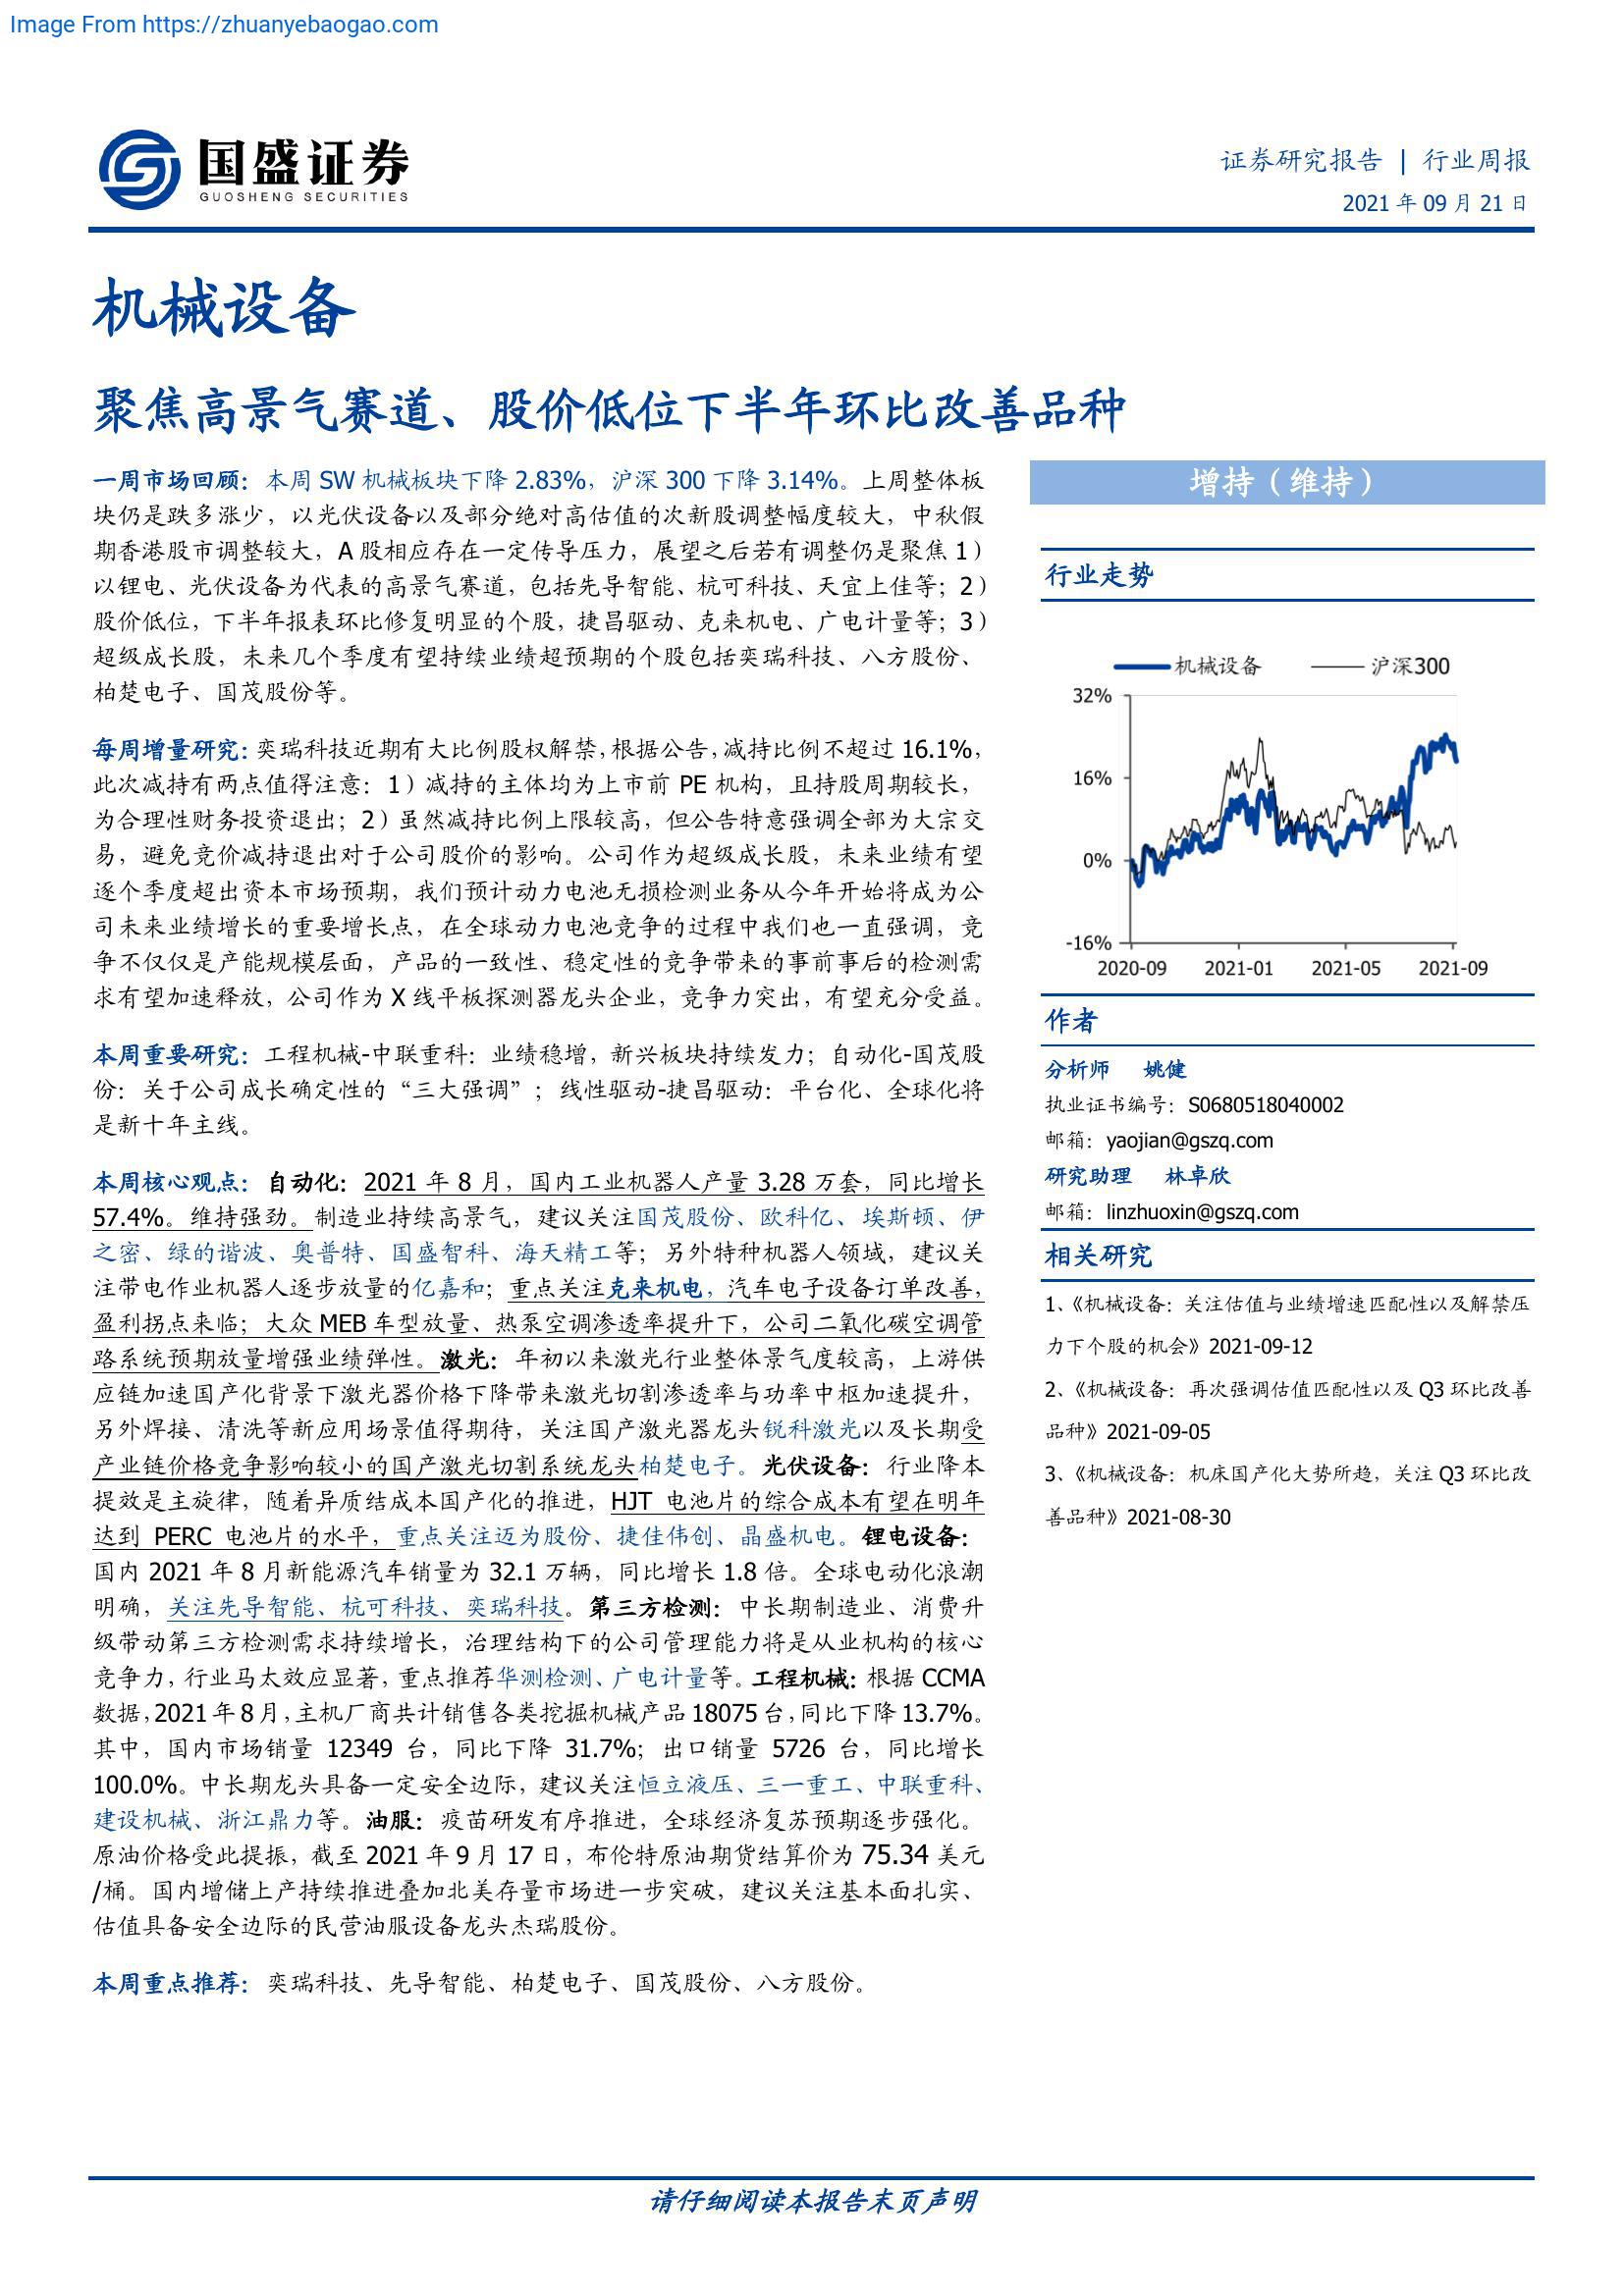 Image From https://zhuanyebaogao.com
国盛证券
GUOSHENG SECURITIES
证券研究报告 | 行业周报
2021 年 09 月 21 日
机械设备
聚焦高景气赛道、股价低位下半年环比改善品种
一周市场回顾：本周 SW 机械板块下降 2.83%，沪深 300 下降 3.14%。上周整体板
块仍是跌多涨少，以光伏设备以及部分绝对高估值的次新股调整幅度较大，中秋假
期香港股市调整较大，A 股相应存在一定传导压力，展望之后若有调整仍是聚焦 1）
以锂电、光伏设备为代表的高景气赛道，包括先导智能、杭可科技、天宜上佳等；2）
股价低位，下半年报表环比修复明显的个股，捷昌驱动、克来机电、广电计量等；3）
超级成长股，未来几个季度有望持续业绩超预期的个股包括奕瑞科技、八方股份、
柏楚电子、国茂股份等。
每周增量研究：奕瑞科技近期有大比例股权解禁，根据公告，减持比例不超过 16.1%，
此次减持有两点值得注意：1）减持的主体均为上市前 PE 机构，且持股周期较长，
为合理性财务投资退出；2）虽然减持比例上限较高，但公告特意强调全部为大宗交
易，避免竞价减持退出对于公司股价的影响。公司作为超级成长股，未来业绩有望
逐个季度超出资本市场预期，我们预计动力电池无损检测业务从今年开始将成为公
司未来业绩增长的重要增长点，在全球动力电池竞争的过程中我们也一直强调，竞
争不仅仅是产能规模层面，产品的一致性、稳定性的竞争带来的事前事后的检测需
求有望加速释放，公司作为 X 线平板探测器龙头企业，竞争力突出，有望充分受益。
本周重要研究：工程机械-中联重科：业绩稳增，新兴板块持续发力；自动化-国茂股
份：关于公司成长确定性的“三大强调”；线性驱动-捷昌驱动：平台化、全球化将
是新十年主线。
本周核心观点：自动化：2021 年 8 月，国内工业机器人产量 3.28 万套，同比增长
57.4%。维持强劲。制造业持续高景气，建议关注国茂股份、欧科亿、埃斯顿、伊
之密、绿的谐波、奥普特、国盛智科、海天精工等；另外特种机器人领域，建议关
注带电作业机器人逐步放量的亿嘉和；重点关注克来机电，汽车电子设备订单改善，
盈利拐点来临；大众 MEB 车型放量、热泵空调渗透率提升下，公司二氧化碳空调管
路系统预期放量增强业绩弹性。激光：年初以来激光行业整体景气度较高，上游供
应链加速国产化背景下激光器价格下降带来激光切割渗透率与功率中枢加速提升，
另外焊接、清洗等新应用场景值得期待，关注国产激光器龙头锐科激光以及长期受
产业链价格竞争影响较小的国产激光切割系统龙头柏楚电子。光伏设备：行业降本
提效是主旋律，随着异质结成本国产化的推进，HJT 电池片的综合成本有望在明年
达到 PERC 电池片的水平，重点关注迈为股份、捷佳伟创、晶盛机电。锂电设备：
国内 2021 年 8 月新能源汽车销量为 32.1 万辆，同比增长 1.8 倍。全球电动化浪潮
明确，关注先导智能、杭可科技、奕瑞科技。第三方检测：中长期制造业、消费升
级带动第三方检测需求持续增长，治理结构下的公司管理能力将是从业机构的核心
竞争力，行业马太效应显著，重点推荐华测检测、广电计量等。工程机械：根据 CCMA
数据，2021 年 8 月，主机厂商共计销售各类挖掘机械产品 18075 台，同比下降 13.7%。
其中，国内市场销量 12349 台，同比下降 31.7%；出口销量 5726 台，同比增长
100.0%。中长期龙头具备一定安全边际，建议关注恒立液压、三一重工、中联重科、
建设机械、浙江鼎力等。油服：疫苗研发有序推进，全球经济复苏预期逐步强化。
原油价格受此提振，截至 2021 年 9 月 17 日，布伦特原油期货结算价为 75.34 美元
/桶。国内增储上产持续推进叠加北美存量市场进一步突破，建议关注基本面扎实、
估值具备安全边际的民营油服设备龙头杰瑞股份。
本周重点推荐：奕瑞科技、先导智能、柏楚电子、国茂股份、八方股份。
增持（维持）
行业走势
机械设备 沪深300
32%
16%
0%
-16%
2020-09 2021-01 2021-05 2021-09
作者
分析师 姚健
执业证书编号：S0680518040002
邮箱：yaojian@gszq.com
研究助理 林卓欣
邮箱：linzhuoxin@gszq.com
相关研究
1、《机械设备：关注估值与业绩增速匹配性以及解禁压
力下个股的机会》2021-09-12
2、《机械设备：再次强调估值匹配性以及 Q3 环比改善
品种》2021-09-05
3、《机械设备：机床国产化大势所趋，关注 Q3 环比改
善品种》2021-08-30
请仔细阅读本报告末页声明